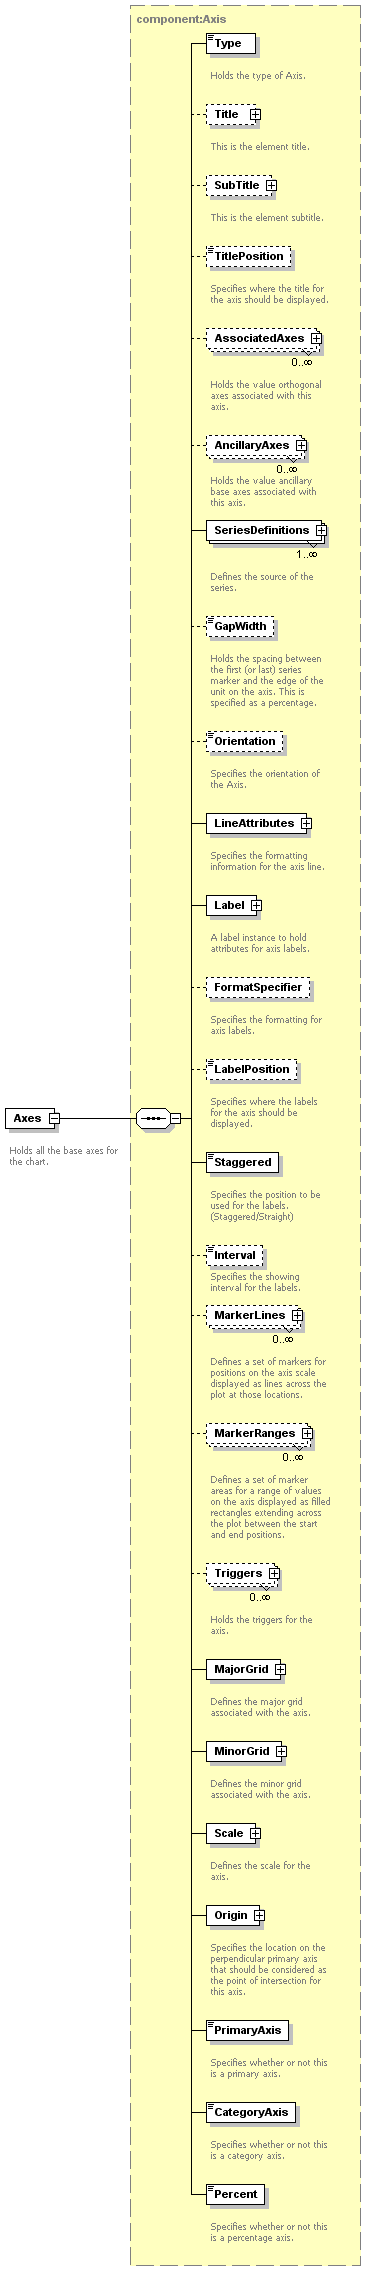 component:Axis
Type
Holds the type of Axis.
Title
This is the element title.
SubTitle
This is the element subtitle.
TitlePosition
Specifies where the title for
the axis should be displayed.
AssociatedAxes
0..∞
Holds the value orthogonal
axes associated with this
axis.
AncillaryAxes
0..∞
Holds the value ancillary
base axes associated with
this axis.
SeriesDefinitions
1..∞
Defines the source of the
series.
GapWidth
Holds the spacing between
the first (or last) series
marker and the edge of the
unit on the axis. This is
specified as a percentage.
Orientation
Specifies the orientation of
the Axis.
LineAttributes
Specifies the formatting
information for the axis line.
Label
A label instance to hold
attributes for axis labels.
FormatSpecifier
Specifies the formatting for
axis labels.
LabelPosition
Specifies where the labels
for the axis should be
displayed.
Axes
Holds all the base axes for
the chart.
Staggered
Specifies the position to be
used for the labels.
(Staggered/Straight)
Interval
Specifies the showing
interval for the labels.
MarkerLines
0..∞
Defines a set of markers for
positions on the axis scale
displayed as lines across the
plot at those locations.
MarkerRanges
0..∞
Defines a set of marker
areas for a range of values
on the axis displayed as filled
rectangles extending across
the plot between the start
and end positions.
Triggers
0..∞
Holds the triggers for the
axis.
MajorGrid
Defines the major grid
associated with the axis.
MinorGrid
Defines the minor grid
associated with the axis.
Scale
Defines the scale for the
axis.
Origin
Specifies the location on the
perpendicular primary axis
that should be considered as
the point of intersection for
this axis.
PrimaryAxis
Specifies whether or not this
is a primary axis.
CategoryAxis
Specifies whether or not this
is a category axis.
Percent
Specifies whether or not this
is a percentage axis.